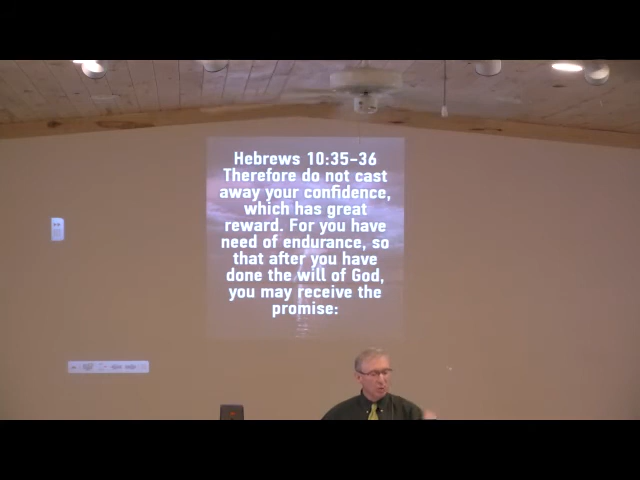 Hebrews 10:35-36
Therefore do not cast
away your confidence,
which has great
reward. For you have
need of endurance, so
that after you have
done the will of God,
you may receive the
promise: